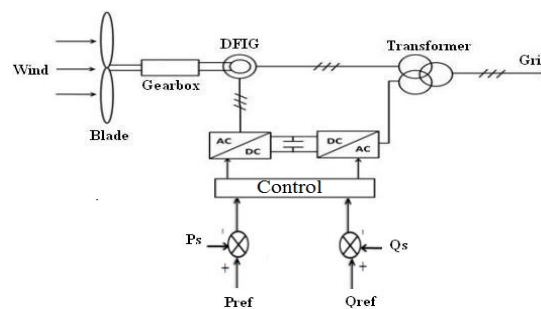 DFIG
Transformer
Wind
Gri
Gearbox
Blade
AC
DC
DC
AC
Control
Ps
-
-
Qs
+
+
Pref
Qref